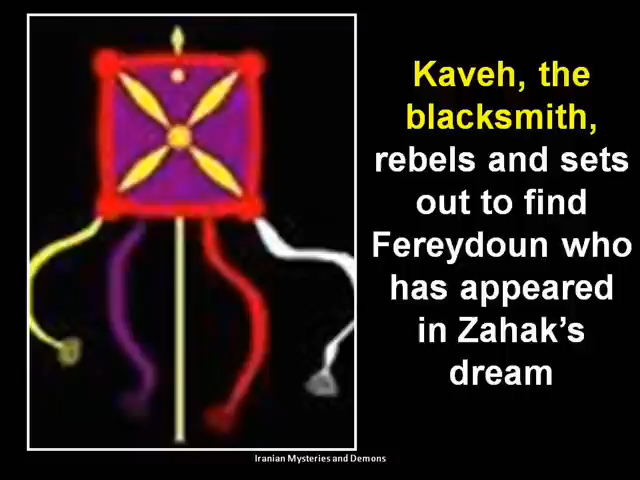 Kaveh, the
blacksmith,
rebels and sets
out to find
Fereydoun who
has appeared
in Zahak’s
dream
Iranian Mysteries and Demons